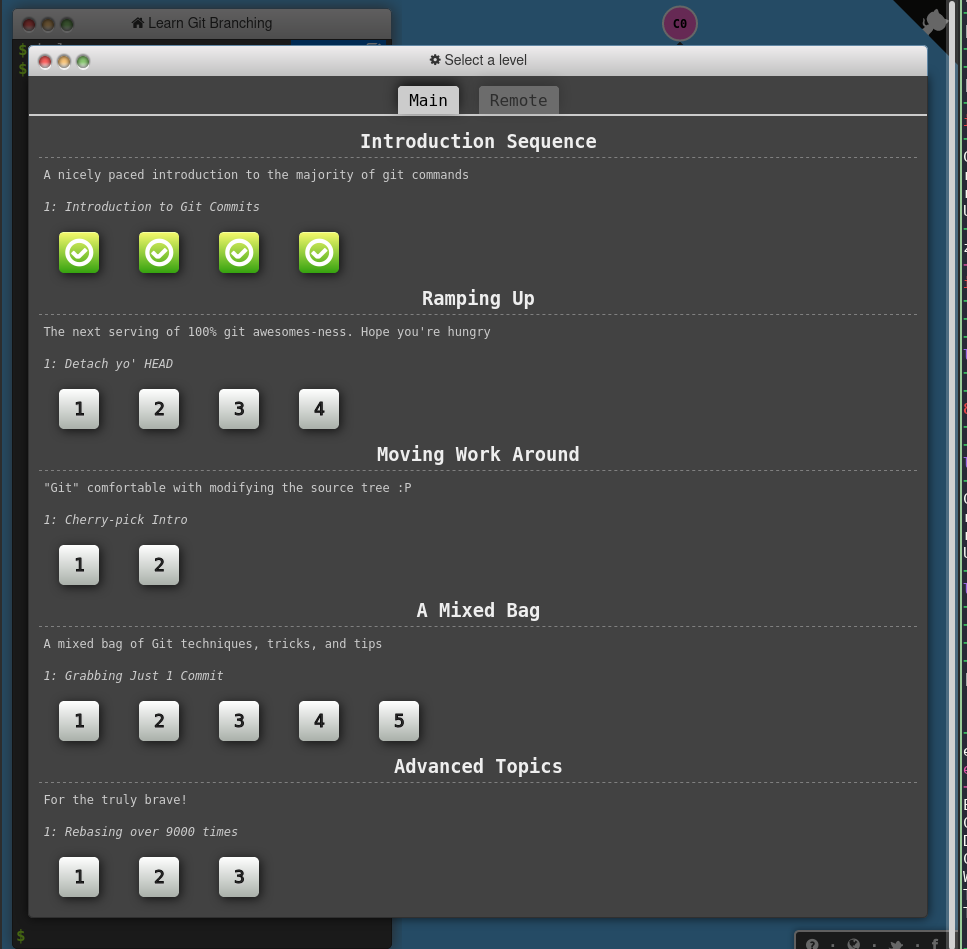 Learn Git Branching
C0
$
$
Select a level
Main
Remote
Introduction Sequence
A nicely paced introduction to the majority of git commands
1: Introduction to Git Commits
Ramping Up
The next serving of 100% git awesomes-ness. Hope you're hungry
1: Detach yo' HEAD
1 2 3 4
Moving Work Around
"Git" comfortable with modifying the source tree :P
1: Cherry-pick Intro
1 2
A Mixed Bag
A mixed bag of Git techniques, tricks, and tips
1: Grabbing Just 1 Commit
1 2 3 4 5
Advanced Topics
For the truly brave!
1: Rebasing over 9000 times
1 2 3
$